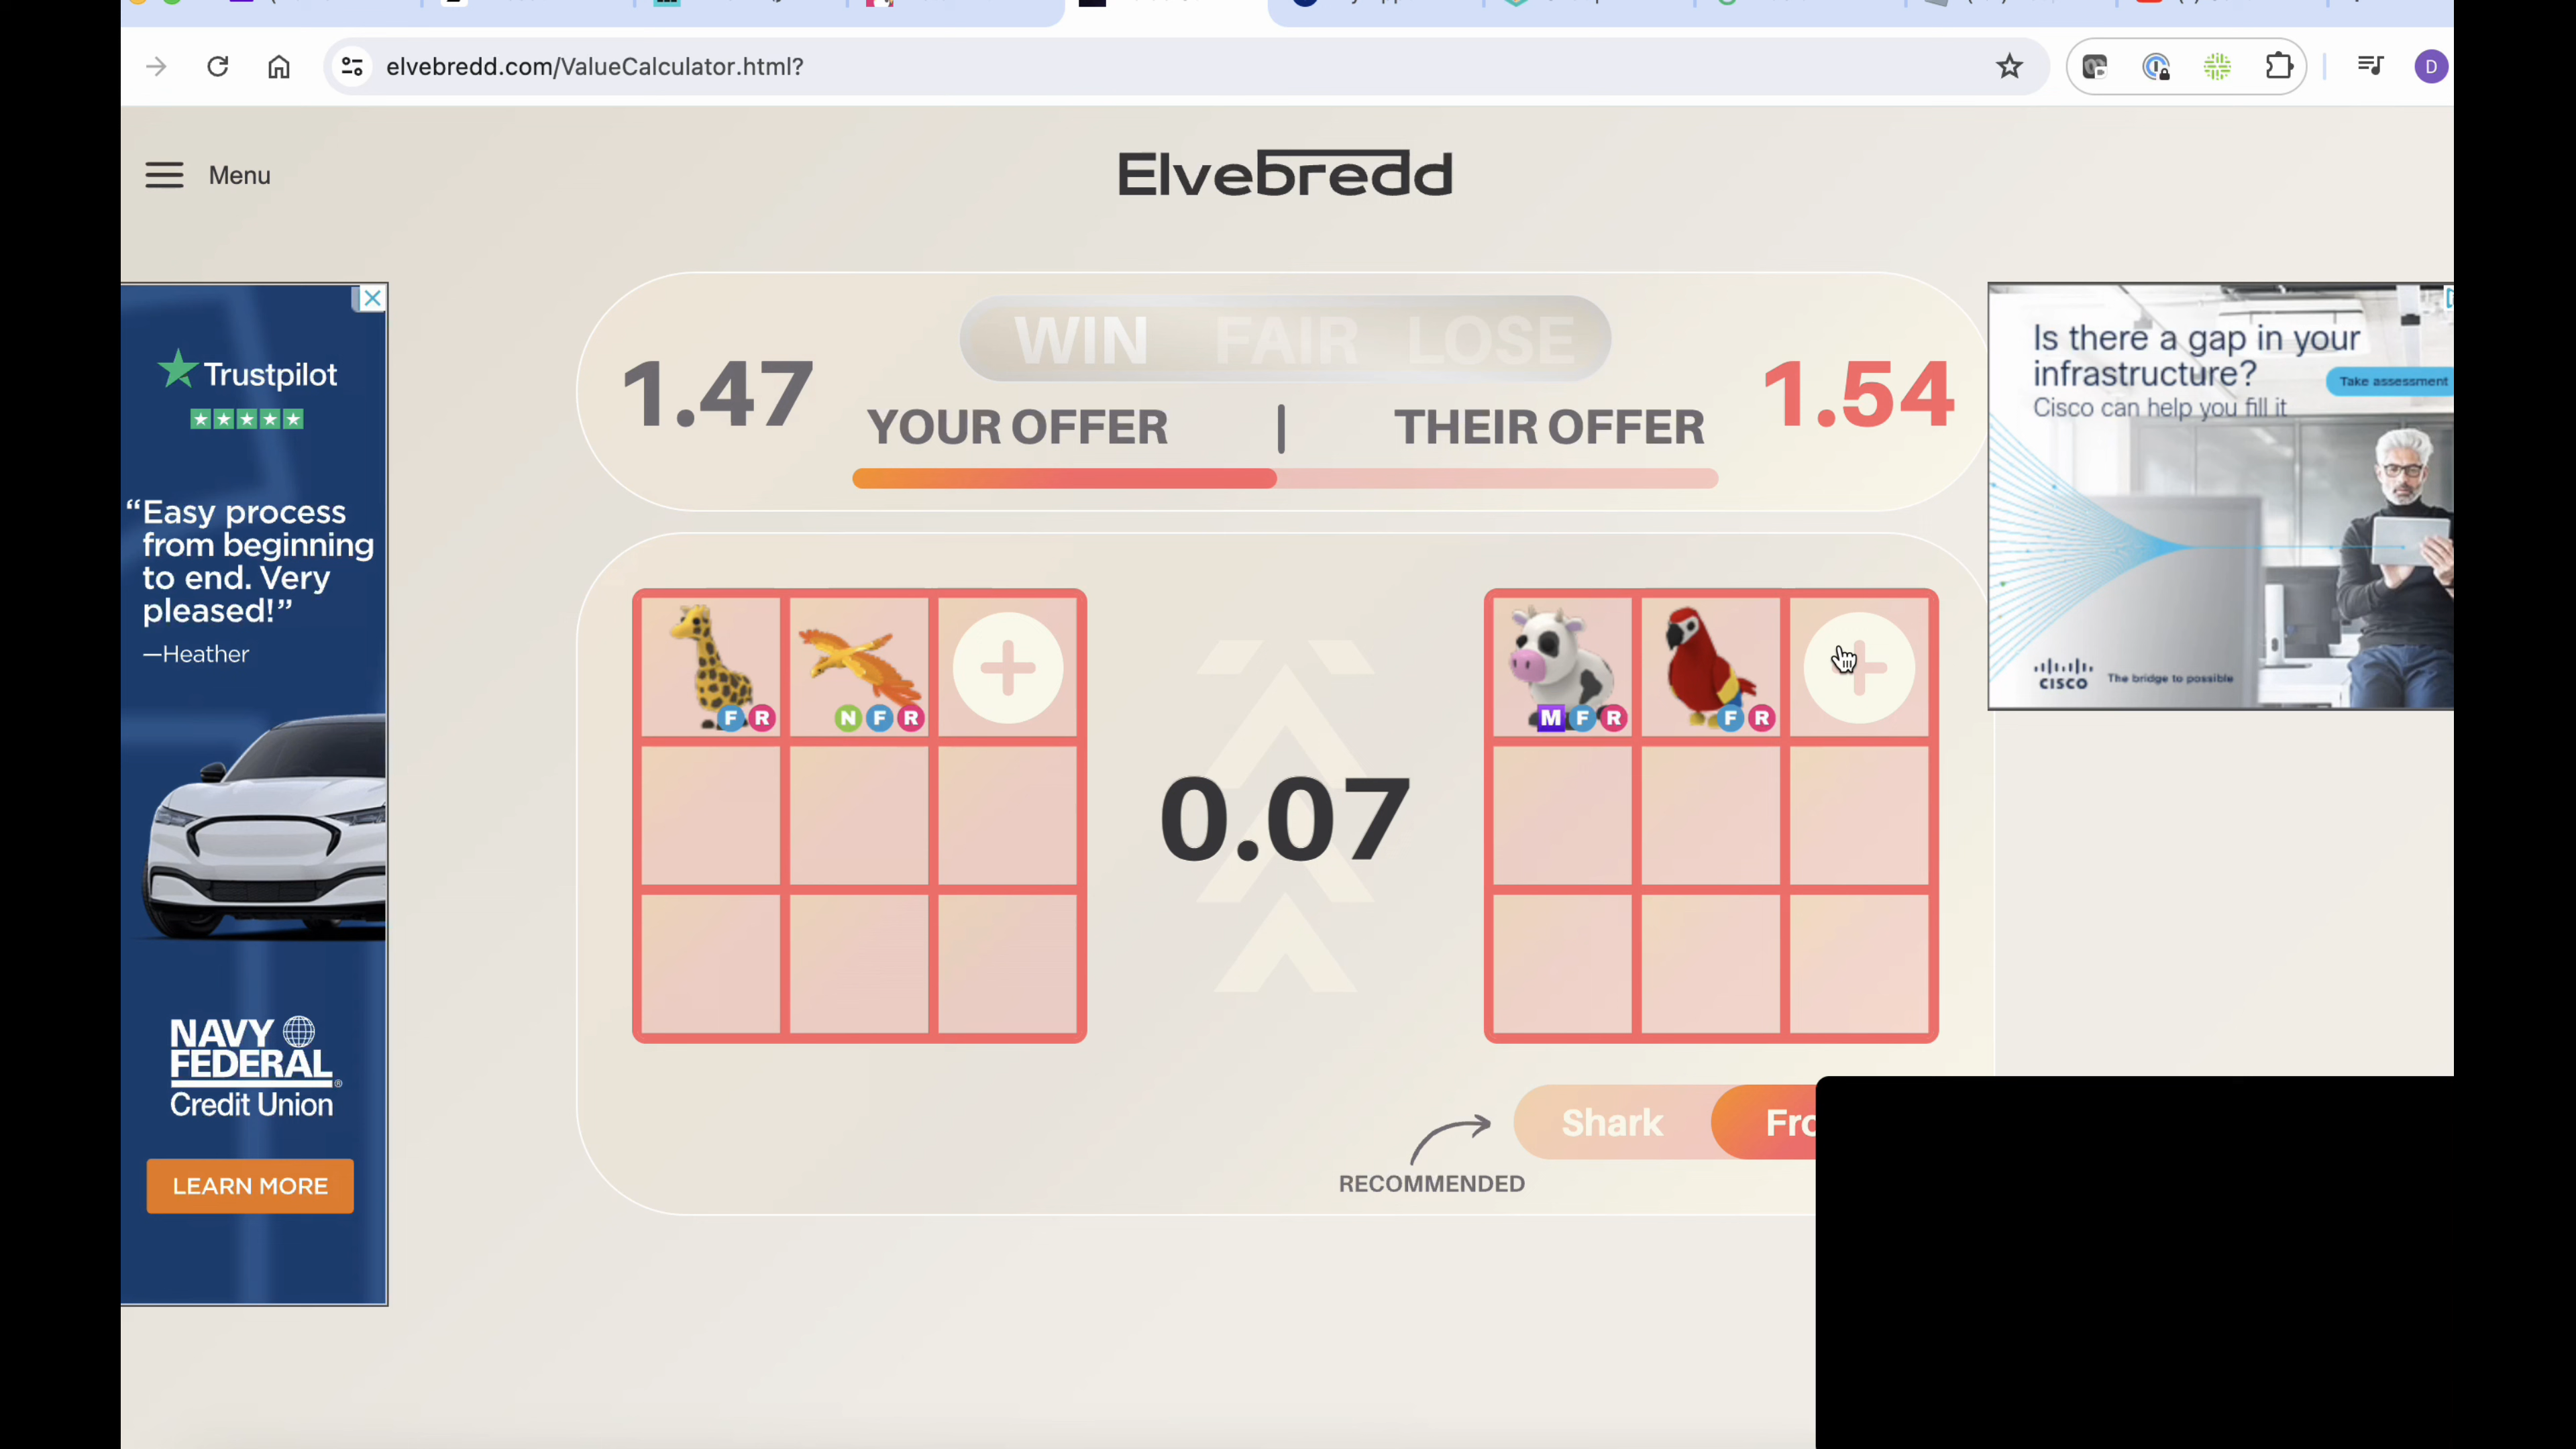 elvebredd.com/ValueCalculator.html?
D
Menu
Elvebredd
WIN FAIR LOSE
1.47
YOUR OFFER | THEIR OFFER
1.54
F R
N F R
M F R
F R
0.07
Shark
RECOMMENDED
Trustpilot
“Easy process
from beginning
to end. Very
pleased!”
—Heather
NAVY
FEDERAL®
Credit Union
LEARN MORE
Is there a gap in your
infrastructure?
Take assessment
Cisco can help you fill it
CISCO
The bridge to possible